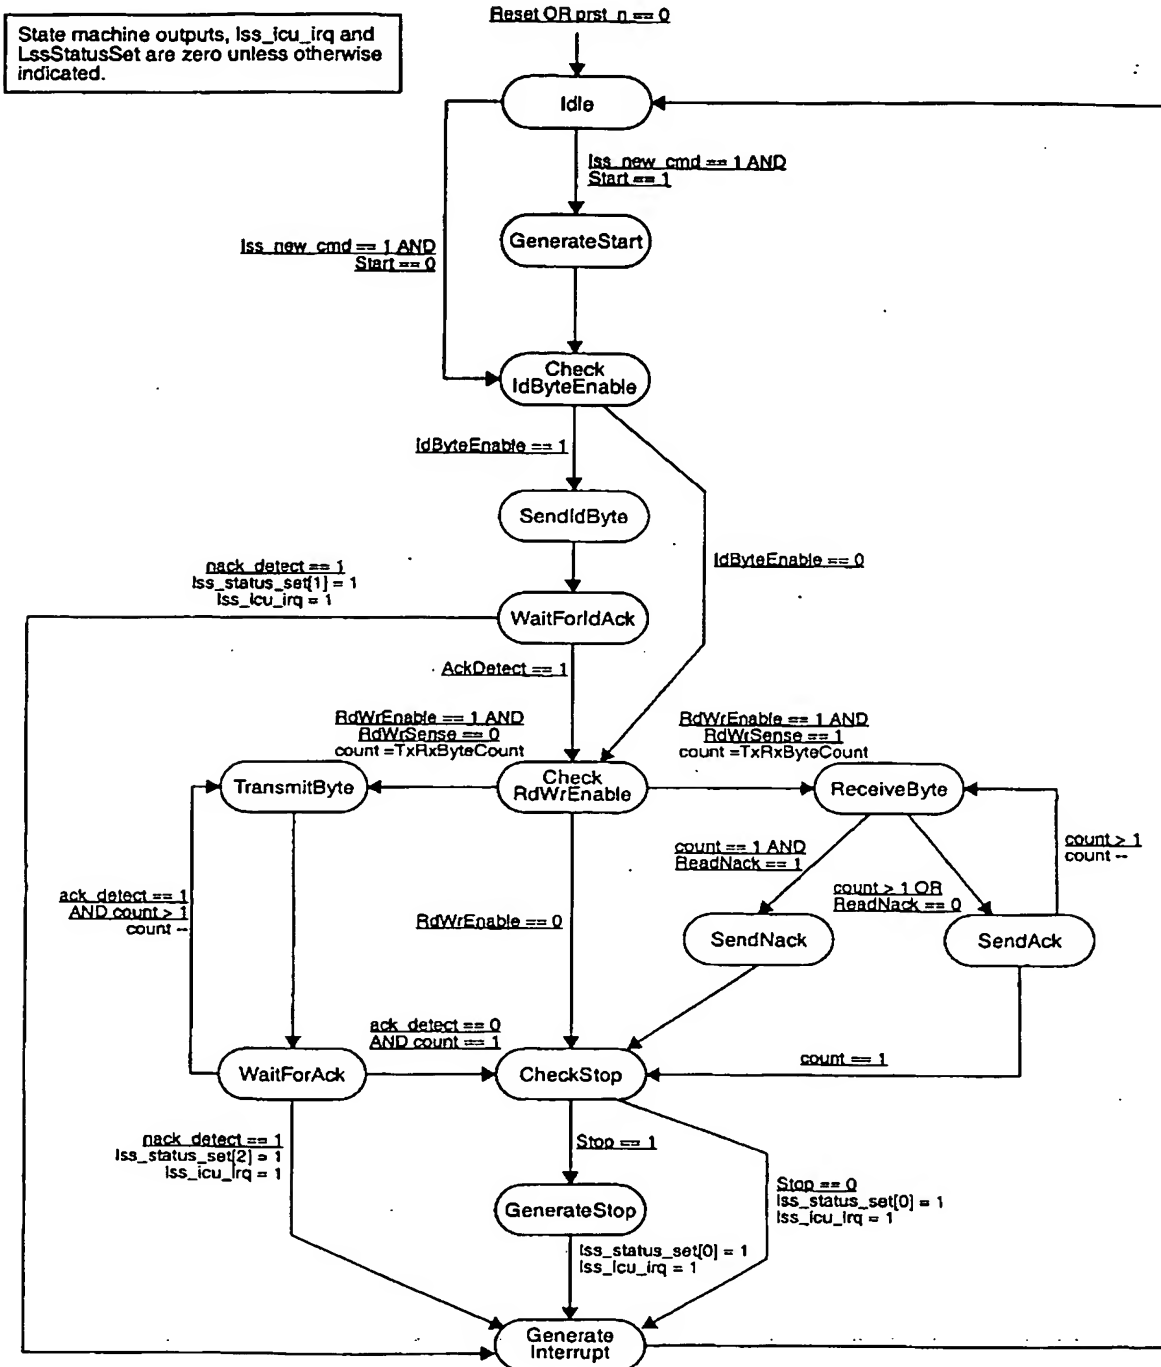 Reset OR prst_n == 0
State machine outputs, lss_icu_irq and
LssStatusSet are zero unless otherwise
indicated.
Idle
lss_new_cmd == 1 AND
Start == 1
GenerateStart
lss_new_cmd == 1 AND
Start == 0
Check
IdByteEnable
IdByteEnable == 1
SendIdByte
IdByteEnable == 0
nack_detect == 1
lss_status_set[1] = 1
lss_icu_irq = 1
WaitForIdAck
AckDetect == 1
RdWrEnable == 1 AND
RdWrSense == 0
count =TxRxByteCount
RdWrEnable == 1 AND
RdWrSense == 1
count =TxRxByteCount
TransmitByte
Check
RdWrEnable
ReceiveByte
count == 1 AND
ReadNack == 1
count > 1
count --
ack_detect == 1
AND count > 1
count --
RdWrEnable == 0
count > 1 OR
ReadNack == 0
SendNack
SendAck
ack_detect == 0
AND count == 1
WaitForAck
CheckStop
count == 1
nack_detect == 1
lss_status_set[2] = 1
lss_icu_irq = 1
Stop == 1
Stop == 0
lss_status_set[0] = 1
lss_icu_irq = 1
GenerateStop
lss_status_set[0] = 1
lss_icu_irq = 1
Generate
Interrupt